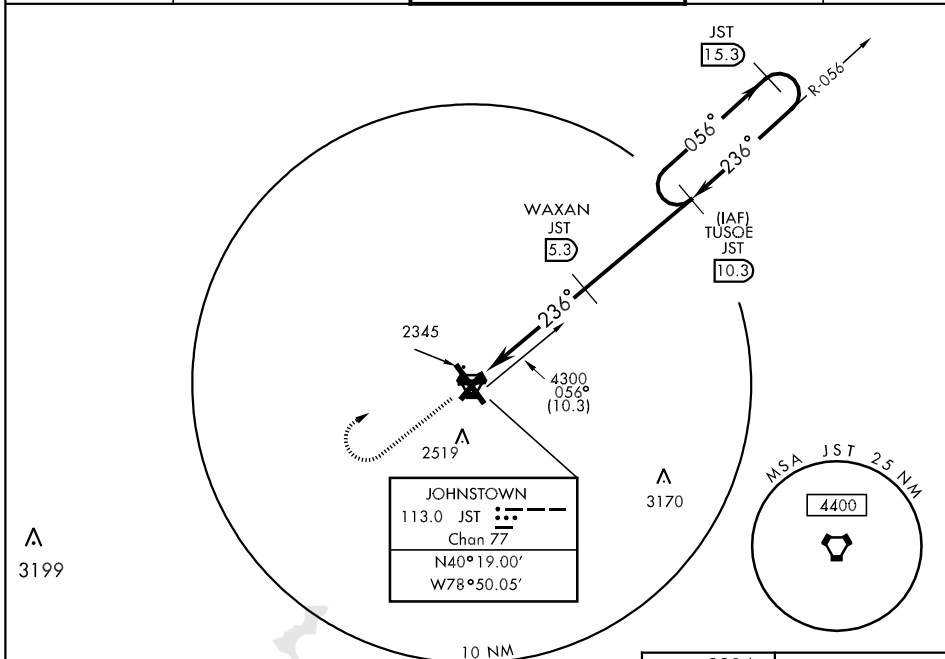 JST
15.3
R-056
056°
236°
WAXAN
JST
5.3
(IAF)
TUSOE
JST
10.3
236°
2345
4300
056°
(10.3)
2519
3170
3199
JOHNSTOWN
113.0 JST
Chan 77
N40°19.00'
W78°50.05'
MSA JST 25 NM
4400
10 NM